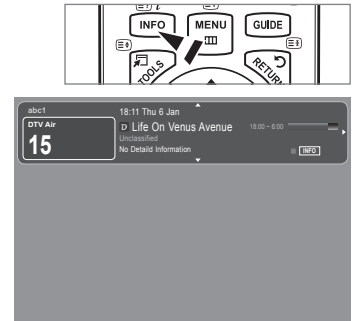 INFO MENU GUIDE
TOOLS RETURN
abc1
DTV Air
15
18:11 Thu 6 Jan
D Life On Venus Avenue 18:00 ~ 6:00
Unclassified
No Detaild Information
INFO